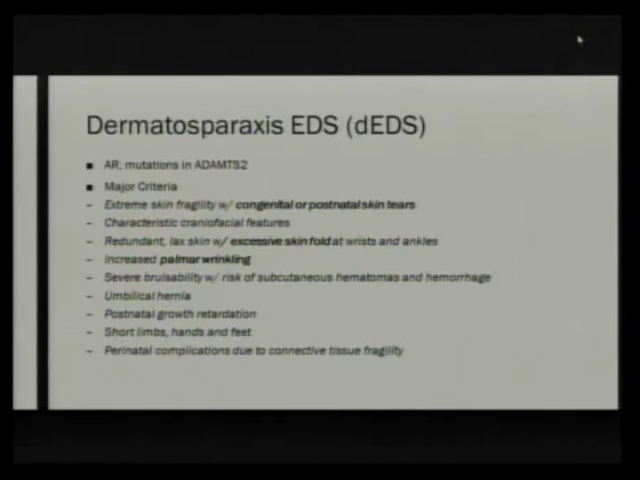 Dermatosparaxis EDS (dEDS)
■ AR, mutations in ADAMTS2
■ Major Criteria
– Extreme skin fragility w/ congenital or postnatal skin tears
– Characteristic craniofacial features
– Redundant, lax skin w/ excessive skin fold at wrists and ankles
– Increased palmar wrinkling
– Severe bruisability w/ risk of subcutaneous hematomas and hemorrhage
– Umbilical hernia
– Postnatal growth retardation
– Short limbs, hands and feet
– Perinatal complications due to connective tissue fragility